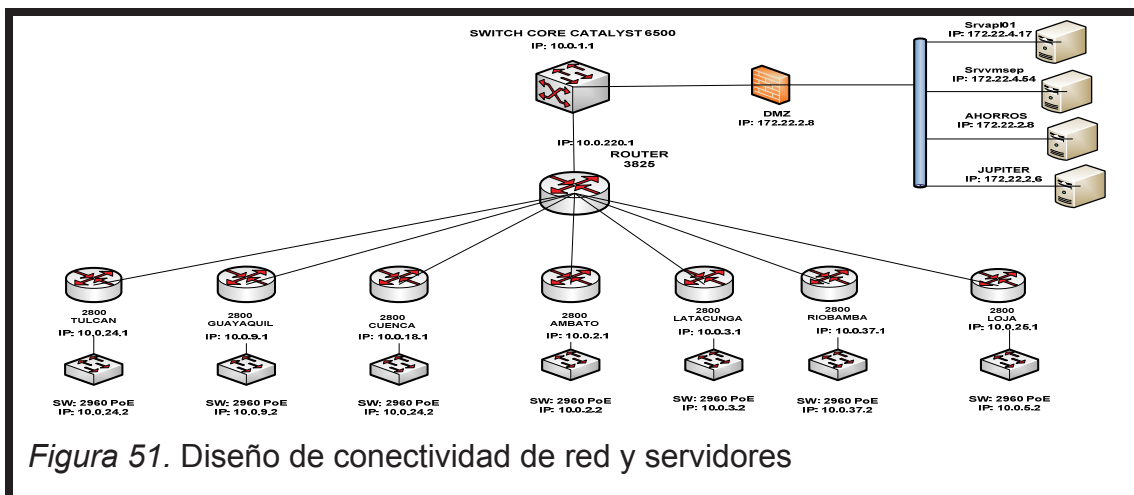 SWITCH CORE CATALYST 6500
IP: 10.0.1.1
Srvapl01
IP: 172.22.4.17
Srvvmsep
IP: 172.22.4.54
DMZ
IP: 172.22.2.8
AHORROS
IP: 172.22.2.8
JUPITER
IP: 172.22.2.6
IP: 10.0.220.1
ROUTER
3825
2800
TULCAN
IP: 10.0.24.1
2800
GUAYAQUIL
IP: 10.0.9.1
2800
CUENCA
IP: 10.0.18.1
2800
AMBATO
IP: 10.0.2.1
2800
LATACUNGA
IP: 10.0.3.1
2800
RIOBAMBA
IP: 10.0.37.1
2800
LOJA
IP: 10.0.25.1
SW: 2960 PoE
IP: 10.0.24.2
SW: 2960 PoE
IP: 10.0.9.2
SW: 2960 PoE
IP: 10.0.24.2
SW: 2960 PoE
IP: 10.0.2.2
SW: 2960 PoE
IP: 10.0.3.2
SW: 2960 PoE
IP: 10.0.37.2
SW: 2960 PoE
IP: 10.0.5.2
Figura 51. Diseño de conectividad de red y servidores